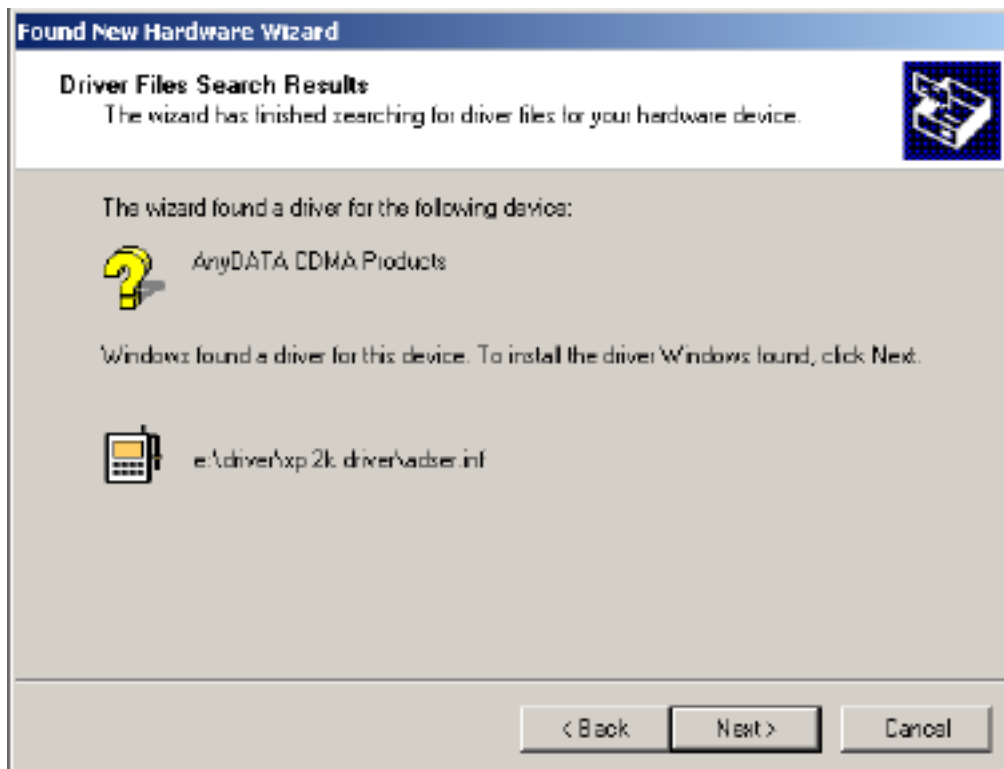 Found New Hardware Wizard
Driver Files Search Results
The wizard has finished searching for driver files for your hardware device.
The wizard found a driver for the following device:
AnyDATA CDMA Products
Windows found a driver for this device. To install the driver Windows found, click Next.
e:\driver\xp 2k driver\adser.inf
< Back
Next >
Cancel